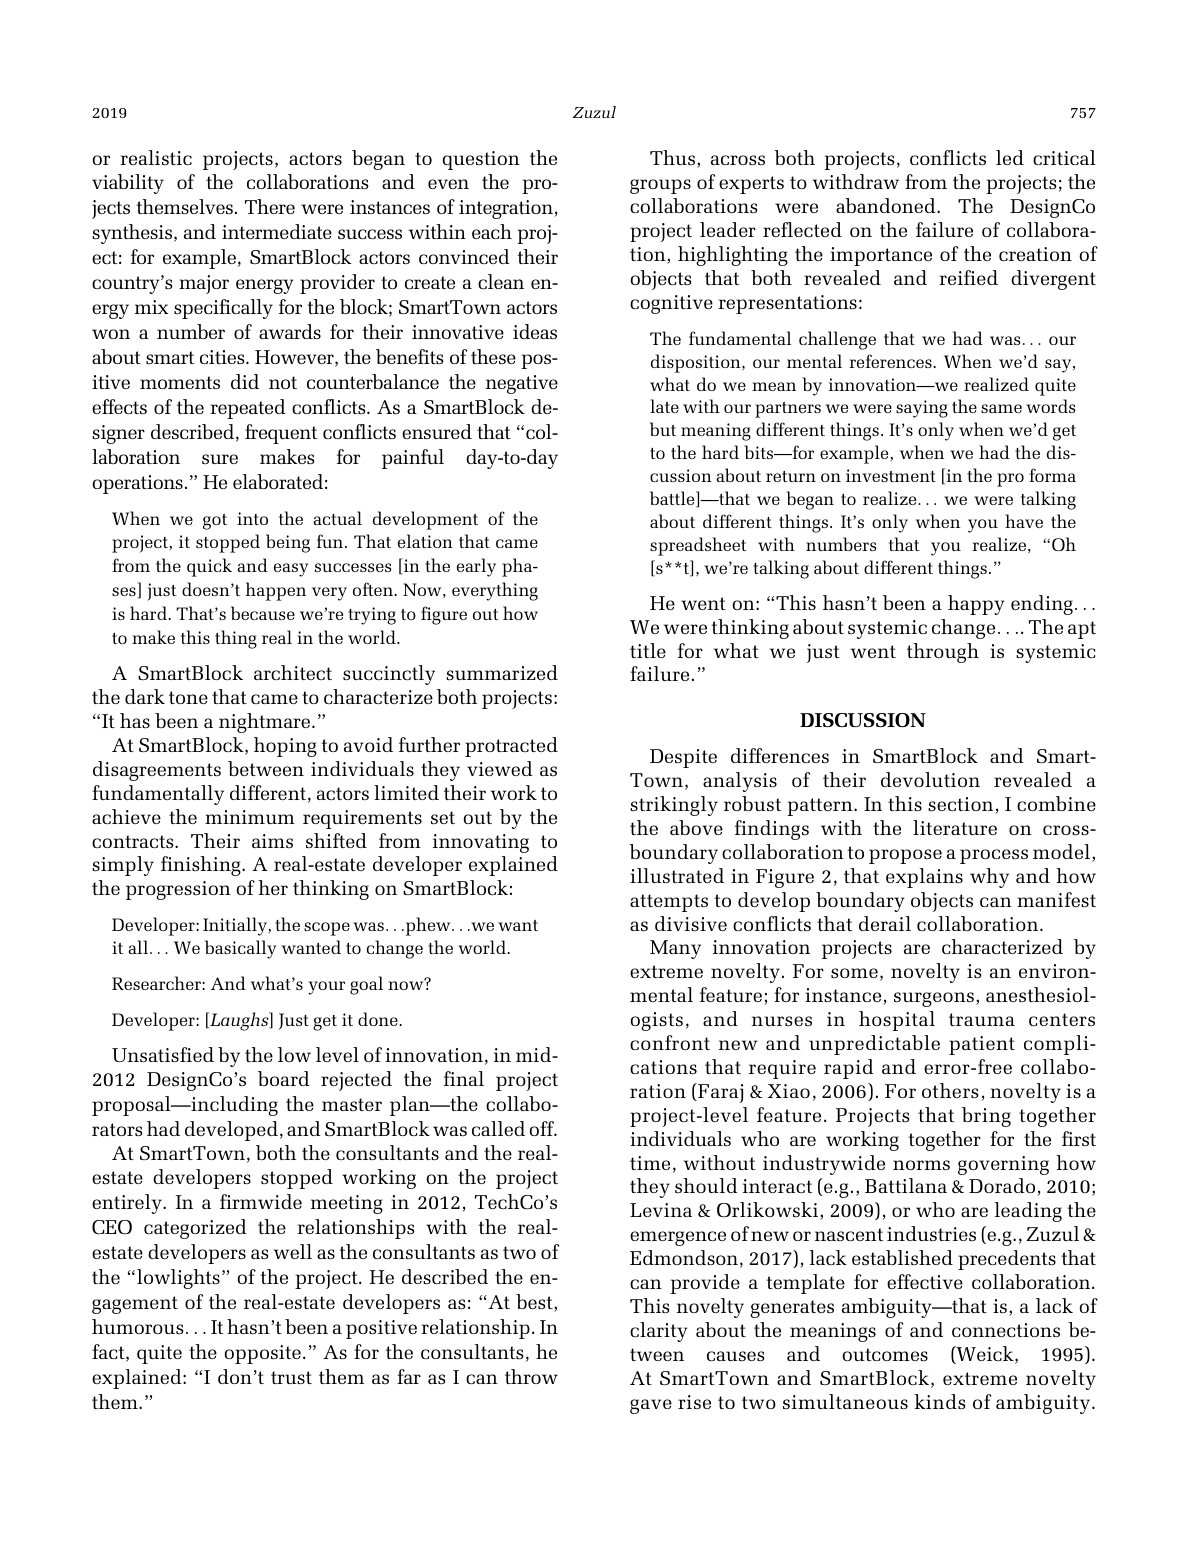 2019
Zuzul
757
or realistic projects, actors began to question the
viability of the collaborations and even the pro-
jects themselves. There were instances of integration,
synthesis, and intermediate success within each proj-
ect: for example, SmartBlock actors convinced their
country’s major energy provider to create a clean en-
ergy mix specifically for the block; SmartTown actors
won a number of awards for their innovative ideas
about smart cities. However, the benefits of these pos-
itive moments did not counterbalance the negative
effects of the repeated conflicts. As a SmartBlock de-
signer described, frequent conflicts ensured that “col-
laboration sure makes for painful day-to-day
operations.” He elaborated:
When we got into the actual development of the
project, it stopped being fun. That elation that came
from the quick and easy successes [in the early pha-
ses] just doesn’t happen very often. Now, everything
is hard. That’s because we’re trying to figure out how
to make this thing real in the world.
A SmartBlock architect succinctly summarized
the dark tone that came to characterize both projects:
“It has been a nightmare.”
At SmartBlock, hoping to avoid further protracted
disagreements between individuals they viewed as
fundamentally different, actors limited their work to
achieve the minimum requirements set out by the
contracts. Their aims shifted from innovating to
simply finishing. A real-estate developer explained
the progression of her thinking on SmartBlock:
Developer: Initially, the scope was. . .phew. . .we want
it all. . . We basically wanted to change the world.
Researcher: And what’s your goal now?
Developer: [Laughs] Just get it done.
Unsatisfied by the low level of innovation, in mid-
2012 DesignCo’s board rejected the final project
proposal—including the master plan—the collabo-
rators had developed, and SmartBlock was called off.
At SmartTown, both the consultants and the real-
estate developers stopped working on the project
entirely. In a firmwide meeting in 2012, TechCo’s
CEO categorized the relationships with the real-
estate developers as well as the consultants as two of
the “lowlights” of the project. He described the en-
gagement of the real-estate developers as: “At best,
humorous. . . It hasn’t been a positive relationship. In
fact, quite the opposite.” As for the consultants, he
explained: “I don’t trust them as far as I can throw
them.”
Thus, across both projects, conflicts led critical
groups of experts to withdraw from the projects; the
collaborations were abandoned. The DesignCo
project leader reflected on the failure of collabora-
tion, highlighting the importance of the creation of
objects that both revealed and reified divergent
cognitive representations:
The fundamental challenge that we had was. . . our
disposition, our mental references. When we’d say,
what do we mean by innovation—we realized quite
late with our partners we were saying the same words
but meaning different things. It’s only when we’d get
to the hard bits—for example, when we had the dis-
cussion about return on investment [in the pro forma
battle]—that we began to realize. . . we were talking
about different things. It’s only when you have the
spreadsheet with numbers that you realize, “Oh
[s**t], we’re talking about different things.”
He went on: “This hasn’t been a happy ending. . .
We were thinking about systemic change. . . . The apt
title for what we just went through is systemic
failure.”
DISCUSSION
Despite differences in SmartBlock and Smart-
Town, analysis of their devolution revealed a
strikingly robust pattern. In this section, I combine
the above findings with the literature on cross-
boundary collaboration to propose a process model,
illustrated in Figure 2, that explains why and how
attempts to develop boundary objects can manifest
as divisive conflicts that derail collaboration.
Many innovation projects are characterized by
extreme novelty. For some, novelty is an environ-
mental feature; for instance, surgeons, anesthesiol-
ogists, and nurses in hospital trauma centers
confront new and unpredictable patient compli-
cations that require rapid and error-free collabo-
ration (Faraj & Xiao, 2006). For others, novelty is a
project-level feature. Projects that bring together
individuals who are working together for the first
time, without industrywide norms governing how
they should interact (e.g., Battilana & Dorado, 2010;
Levina & Orlikowski, 2009), or who are leading the
emergence of new or nascent industries (e.g., Zuzul &
Edmondson, 2017), lack established precedents that
can provide a template for effective collaboration.
This novelty generates ambiguity—that is, a lack of
clarity about the meanings of and connections be-
tween causes and outcomes (Weick, 1995).
At SmartTown and SmartBlock, extreme novelty
gave rise to two simultaneous kinds of ambiguity.